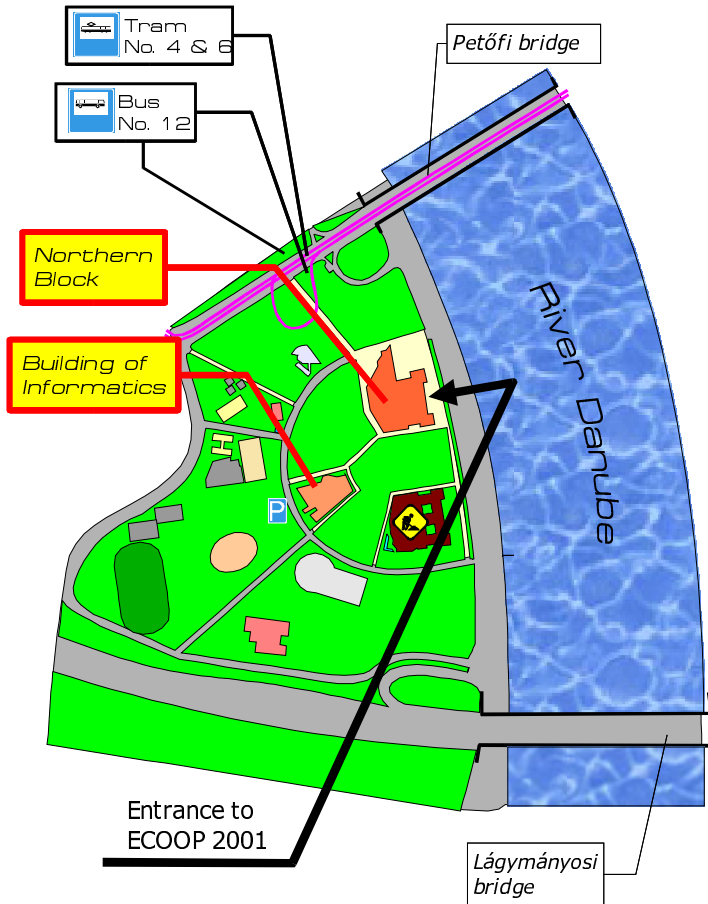 Tram
No. 4 & 6
Petőfi bridge
Bus
No. 12
Northern
Block
River Danube
Building of
Informatics
P
Entrance to
ECOOP 2001
Lágymányosi
bridge